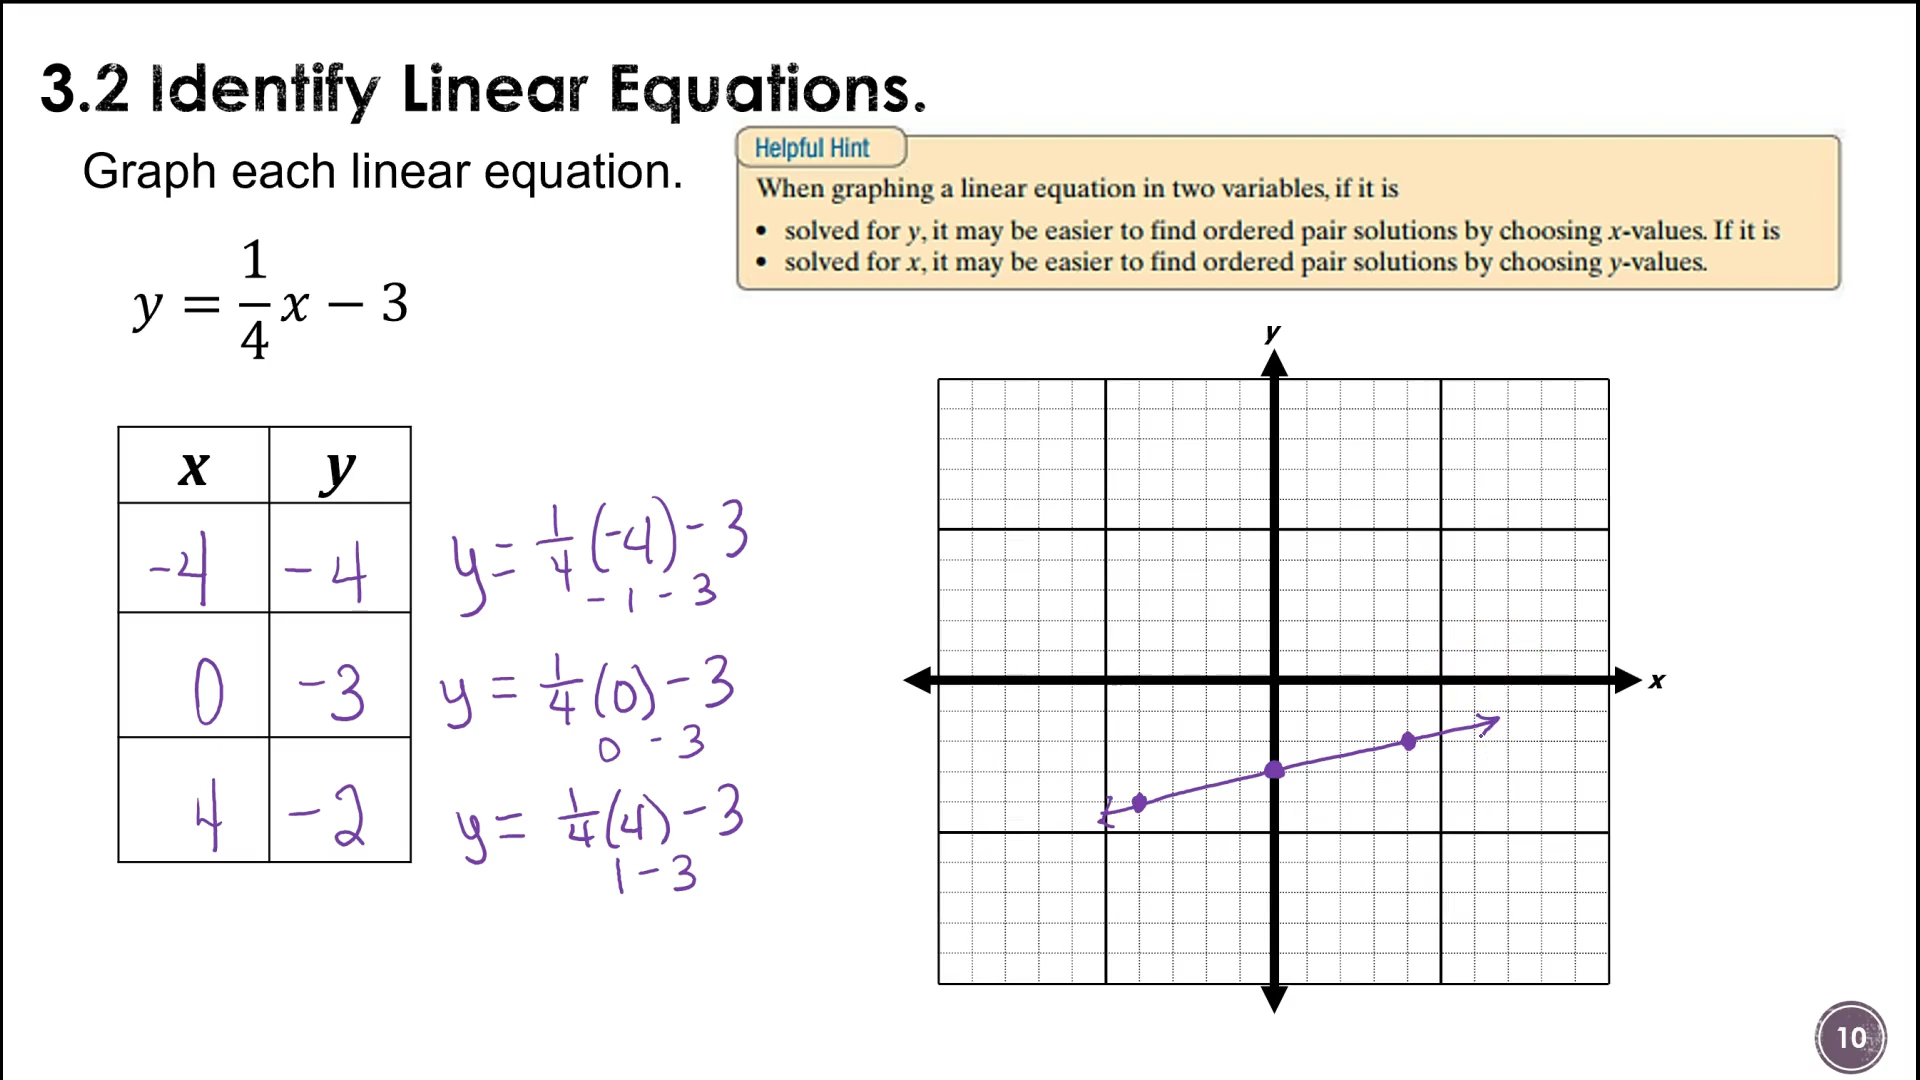 3.2 Identify Linear Equations.
Graph each linear equation.
Helpful Hint
When graphing a linear equation in two variables, if it is
• solved for y, it may be easier to find ordered pair solutions by choosing x-values. If it is
• solved for x, it may be easier to find ordered pair solutions by choosing y-values.
y = 1/4 x − 3
x y
-4 -4
0 -3
4 -2
y = 1/4 (-4) - 3
-1 - 3
y = 1/4 (0) - 3
0 - 3
y = 1/4 (4) - 3
1 - 3
y
x
10